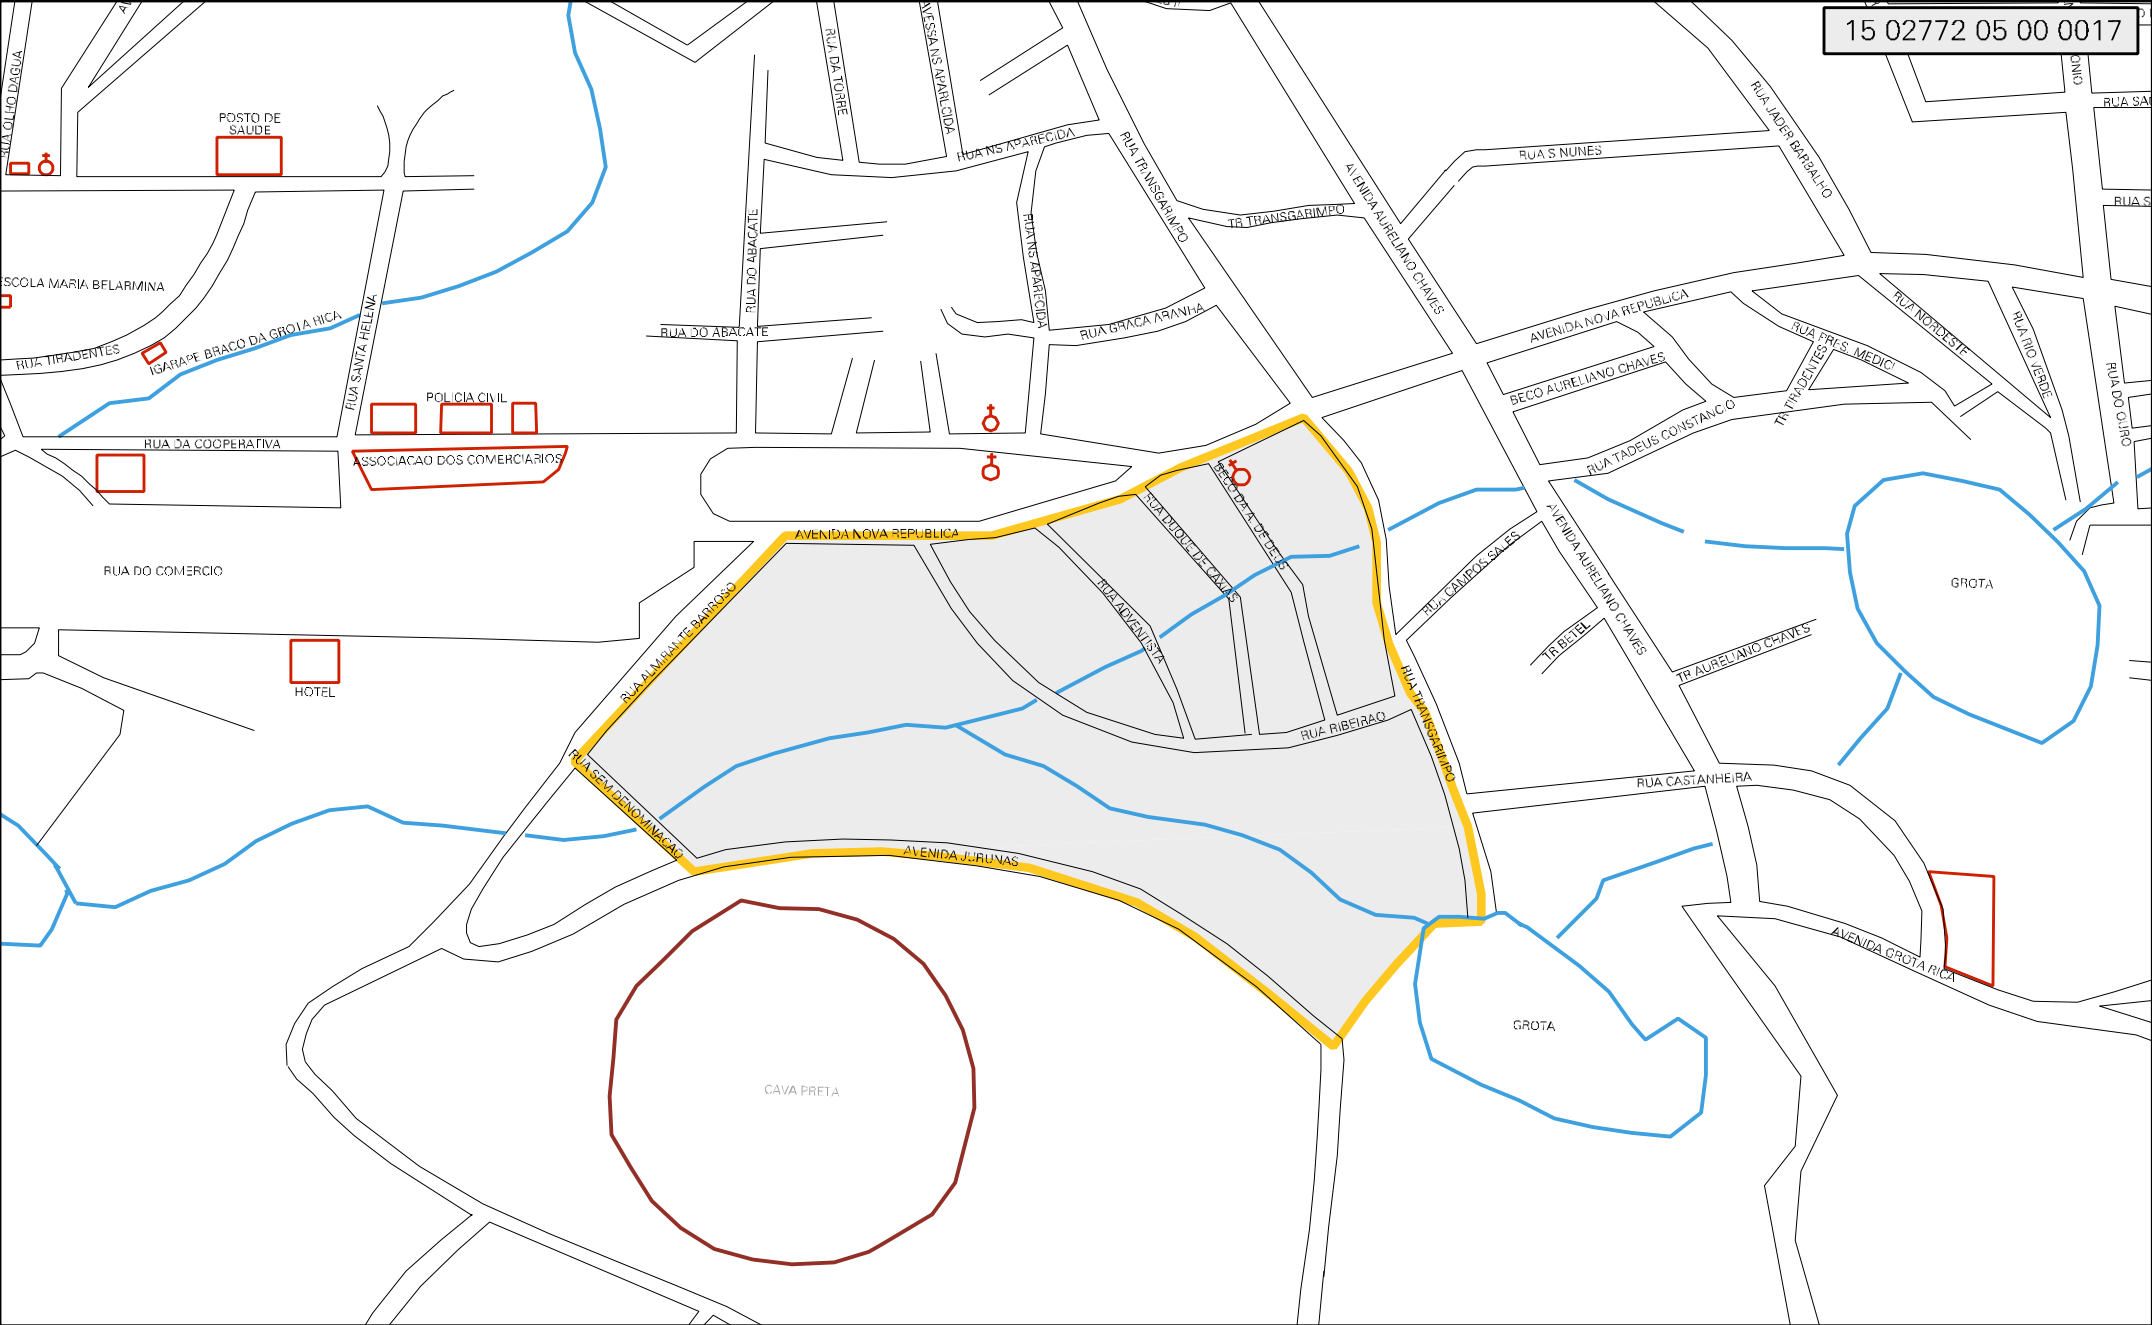 15 02772 05 00 0017
RUA OLHO DAGUA
POSTO DE
SAUDE
RUA DA TORRE
RUA NS APARECIDA
RUA TRANSGARIMPO
AVENIDA AURELIANO CHAVES
RUA S NUNES
RUA JADER BARBALHO
TR TRANSGARIMPO
RUA DO ABACATE
RUA NS APARECIDA
ESCOLA MARIA BELARMINA
IGARAPE BRACO DA GROTA RICA
RUA TIRADENTES
RUA SANTA HELENA
RUA DO ABACATE
RUA GRACA ARANHA
AVENIDA NOVA REPUBLICA
RUA NORDESTE
RUA PRES. MEDICI
RUA RIO VERDE
TR TIRADENTES
RUA DO OURO
BECO AURELIANO CHAVES
RUA TADEUS CONSTANCIO
POLICIA CIVIL
RUA DA COOPERATIVA
ASSOCIACAO DOS COMERCIARIOS
BECO DA A. DE DEUS
RUA DUQUE DE CAXIAS
AVENIDA NOVA REPUBLICA
RUA ADVENTISTA
RUA CAMPOS SALES
AVENIDA AURELIANO CHAVES
GROTA
RUA DO COMERCIO
RUA ALMIRANTE BARROSO
TR BETEL
TR AURELIANO CHAVES
HOTEL
RUA RIBEIRAO
RUA TRANSGARIMPO
RUA CASTANHEIRA
RUA SEM DENOMINACAO
AVENIDA JURUNAS
AVENIDA GROTA RICA
GROTA
CAVA PRETA